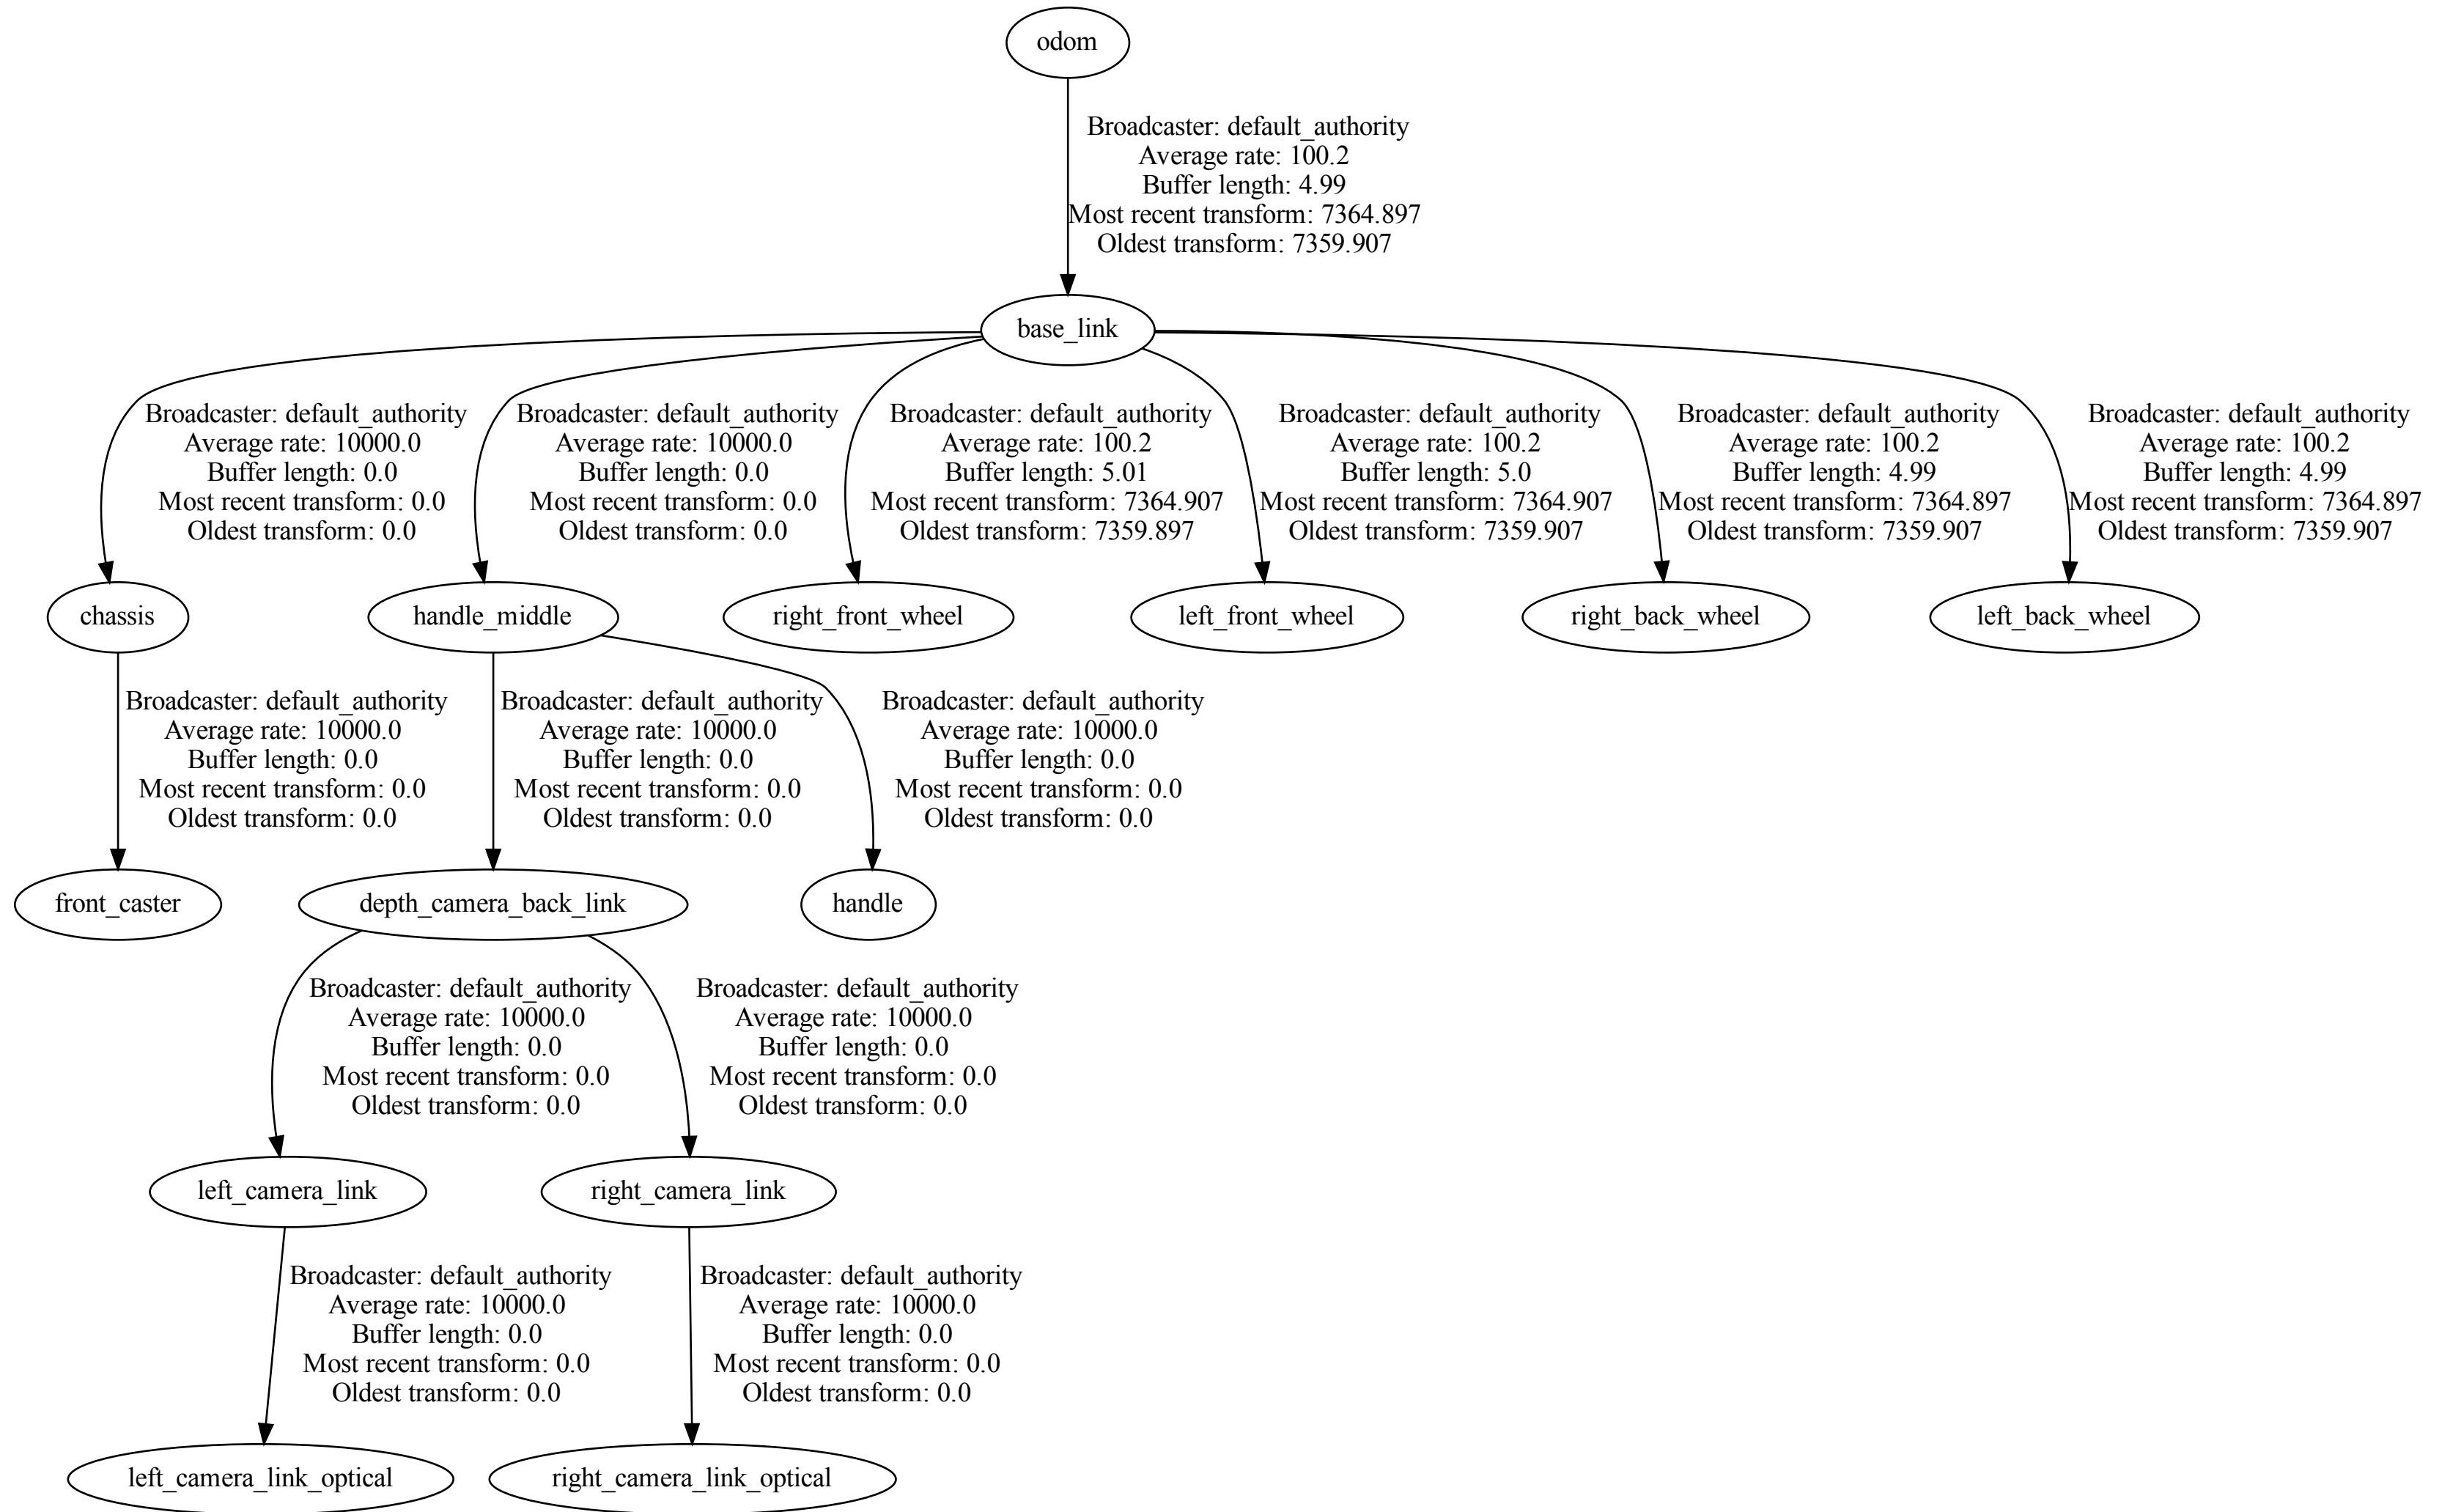 odom
Broadcaster: default_authority
Average rate: 100.2
Buffer length: 4.99
Most recent transform: 7364.897
Oldest transform: 7359.907
base_link
Broadcaster: default_authority
Average rate: 10000.0
Buffer length: 0.0
Most recent transform: 0.0
Oldest transform: 0.0
Broadcaster: default_authority
Average rate: 10000.0
Buffer length: 0.0
Most recent transform: 0.0
Oldest transform: 0.0
Broadcaster: default_authority
Average rate: 100.2
Buffer length: 5.01
Most recent transform: 7364.907
Oldest transform: 7359.897
Broadcaster: default_authority
Average rate: 100.2
Buffer length: 5.0
Most recent transform: 7364.907
Oldest transform: 7359.907
Broadcaster: default_authority
Average rate: 100.2
Buffer length: 4.99
Most recent transform: 7364.897
Oldest transform: 7359.907
Broadcaster: default_authority
Average rate: 100.2
Buffer length: 4.99
Most recent transform: 7364.897
Oldest transform: 7359.907
chassis
handle_middle
right_front_wheel
left_front_wheel
right_back_wheel
left_back_wheel
Broadcaster: default_authority
Average rate: 10000.0
Buffer length: 0.0
Most recent transform: 0.0
Oldest transform: 0.0
Broadcaster: default_authority
Average rate: 10000.0
Buffer length: 0.0
Most recent transform: 0.0
Oldest transform: 0.0
Broadcaster: default_authority
Average rate: 10000.0
Buffer length: 0.0
Most recent transform: 0.0
Oldest transform: 0.0
front_caster
depth_camera_back_link
handle
Broadcaster: default_authority
Average rate: 10000.0
Buffer length: 0.0
Most recent transform: 0.0
Oldest transform: 0.0
Broadcaster: default_authority
Average rate: 10000.0
Buffer length: 0.0
Most recent transform: 0.0
Oldest transform: 0.0
left_camera_link
right_camera_link
Broadcaster: default_authority
Average rate: 10000.0
Buffer length: 0.0
Most recent transform: 0.0
Oldest transform: 0.0
Broadcaster: default_authority
Average rate: 10000.0
Buffer length: 0.0
Most recent transform: 0.0
Oldest transform: 0.0
left_camera_link_optical
right_camera_link_optical